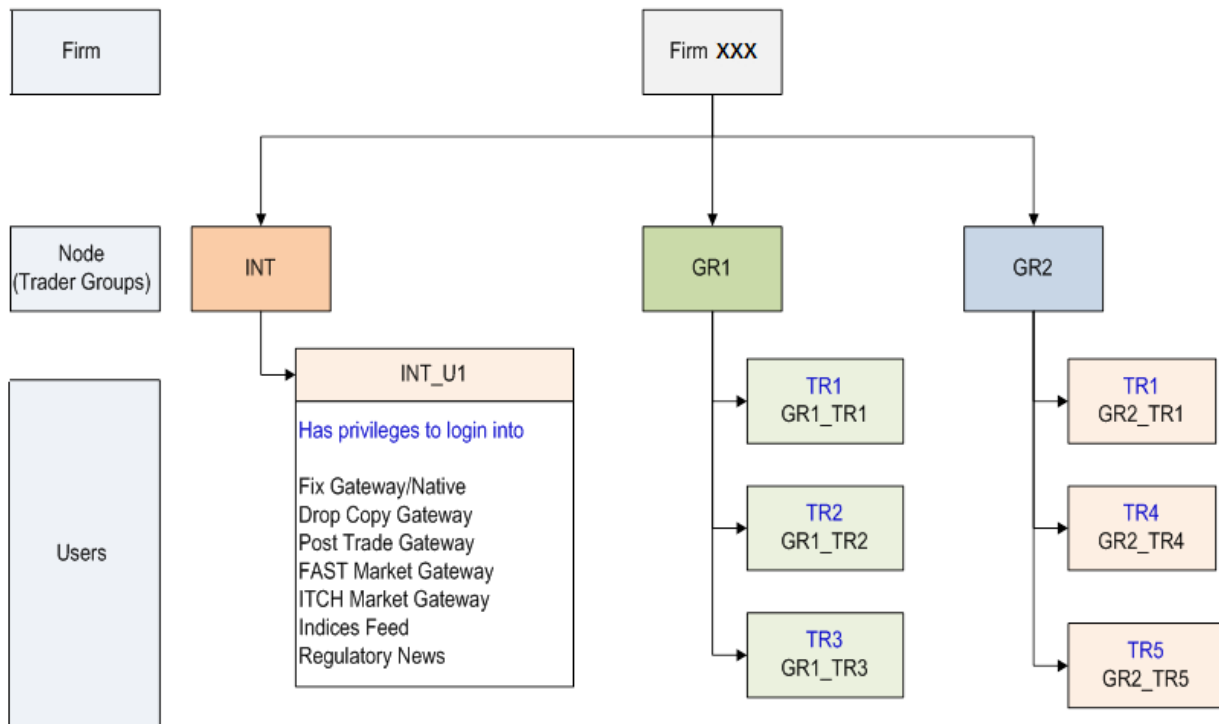 Firm
Firm XXX
Node
(Trader Groups)
INT
GR1
GR2
Users
INT_U1
Has privileges to login into
Fix Gateway/Native
Drop Copy Gateway
Post Trade Gateway
FAST Market Gateway
ITCH Market Gateway
Indices Feed
Regulatory News
TR1
GR1_TR1
TR2
GR1_TR2
TR3
GR1_TR3
TR1
GR2_TR1
TR4
GR2_TR4
TR5
GR2_TR5